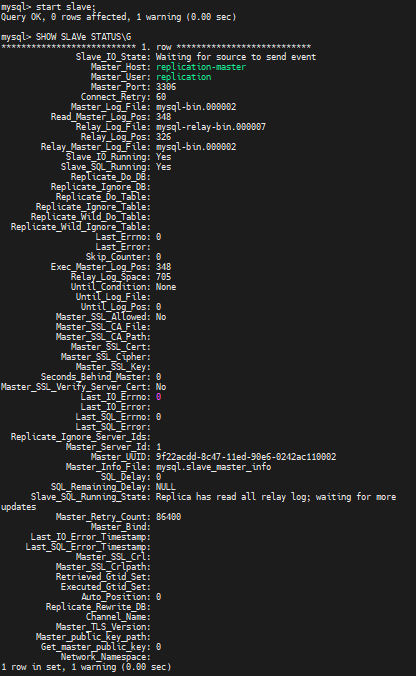 mysql> start slave;
Query OK, 0 rows affected, 1 warning (0.00 sec)
mysql> SHOW SLAVe STATUS\G
*************************** 1. row ***************************
Slave_IO_State: Waiting for source to send event
Master_Host: replication-master
Master_User: replication
Master_Port: 3306
Connect_Retry: 60
Master_Log_File: mysql-bin.000002
Read_Master_Log_Pos: 348
Relay_Log_File: mysql-relay-bin.000007
Relay_Log_Pos: 326
Relay_Master_Log_File: mysql-bin.000002
Slave_IO_Running: Yes
Slave_SQL_Running: Yes
Replicate_Do_DB:
Replicate_Ignore_DB:
Replicate_Do_Table:
Replicate_Ignore_Table:
Replicate_Wild_Do_Table:
Replicate_Wild_Ignore_Table:
Last_Errno: 0
Last_Error:
Skip_Counter: 0
Exec_Master_Log_Pos: 348
Relay_Log_Space: 705
Until_Condition: None
Until_Log_File:
Until_Log_Pos: 0
Master_SSL_Allowed: No
Master_SSL_CA_File:
Master_SSL_CA_Path:
Master_SSL_Cert:
Master_SSL_Cipher:
Master_SSL_Key:
Seconds_Behind_Master: 0
Master_SSL_Verify_Server_Cert: No
Last_IO_Errno: 0
Last_IO_Error:
Last_SQL_Errno: 0
Last_SQL_Error:
Replicate_Ignore_Server_Ids:
Master_Server_Id: 1
Master_UUID: 9f22acdd-8c47-11ed-90e6-0242ac110002
Master_Info_File: mysql.slave_master_info
SQL_Delay: 0
SQL_Remaining_Delay: NULL
Slave_SQL_Running_State: Replica has read all relay log; waiting for more
updates
Master_Retry_Count: 86400
Master_Bind:
Last_IO_Error_Timestamp:
Last_SQL_Error_Timestamp:
Master_SSL_Crl:
Master_SSL_Crlpath:
Retrieved_Gtid_Set:
Executed_Gtid_Set:
Auto_Position: 0
Replicate_Rewrite_DB:
Channel_Name:
Master_TLS_Version:
Master_public_key_path:
Get_master_public_key: 0
Network_Namespace:
1 row in set, 1 warning (0.00 sec)